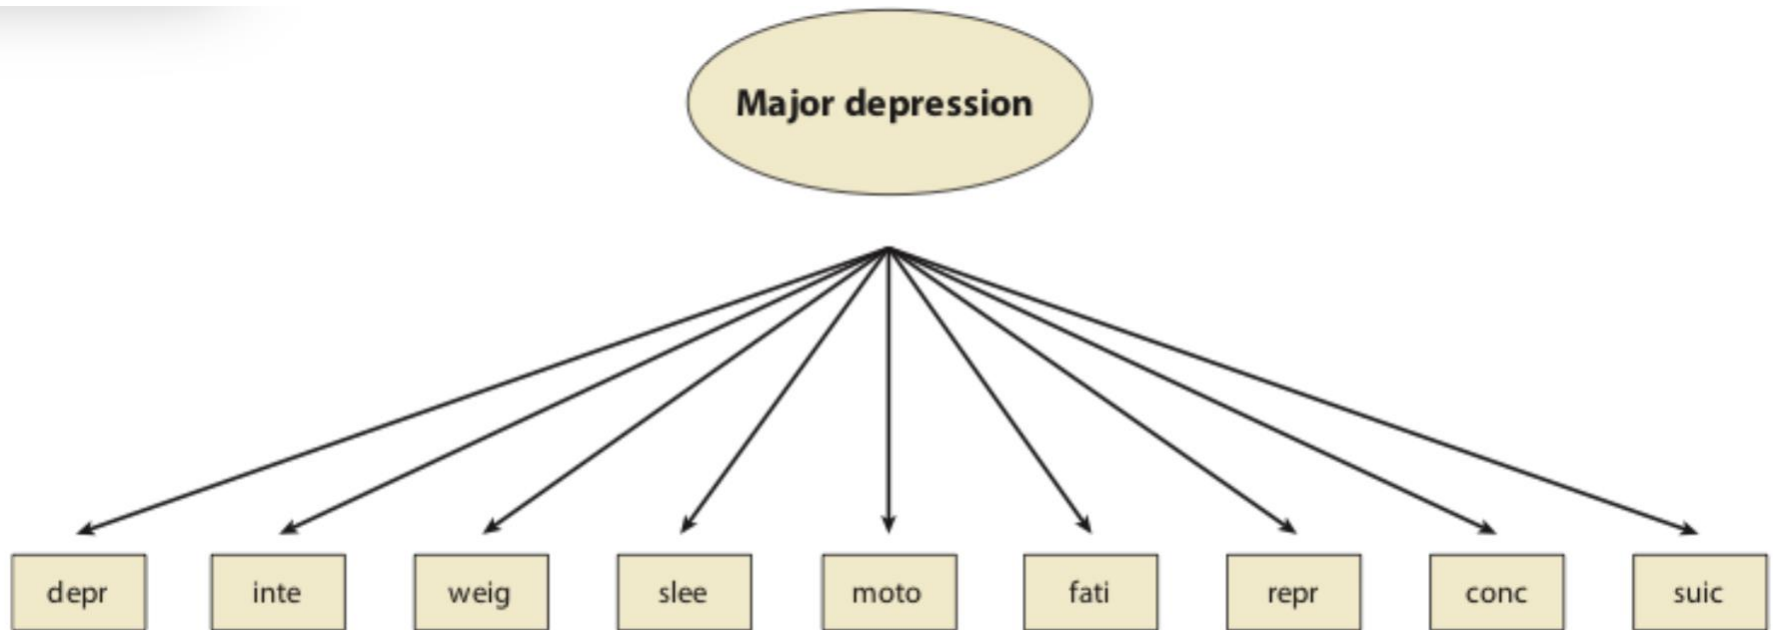 Major depression
depr inte weig slee moto fati repr conc suic